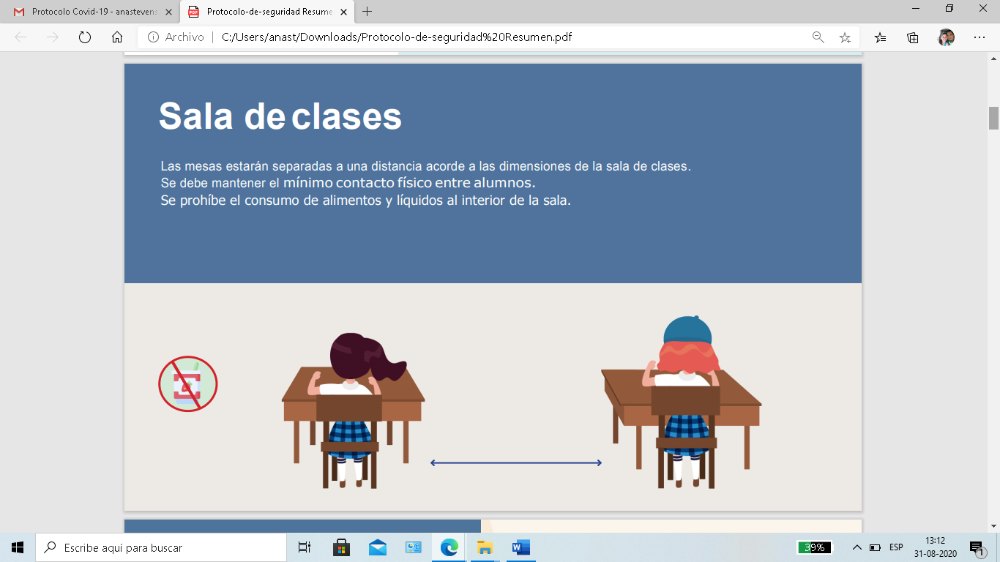 Protocolo Covid-19 - anastevens
Protocolo-de-seguridad Resumen
Archivo | C:/Users/anast/Downloads/Protocolo-de-seguridad%20Resumen.pdf
Sala de clases
Las mesas estarán separadas a una distancia acorde a las dimensiones de la sala de clases.
Se debe mantener el mínimo contacto físico entre alumnos.
Se prohíbe el consumo de alimentos y líquidos al interior de la sala.
Escribe aquí para buscar
39%
ESP
13:12
31-08-2020
1